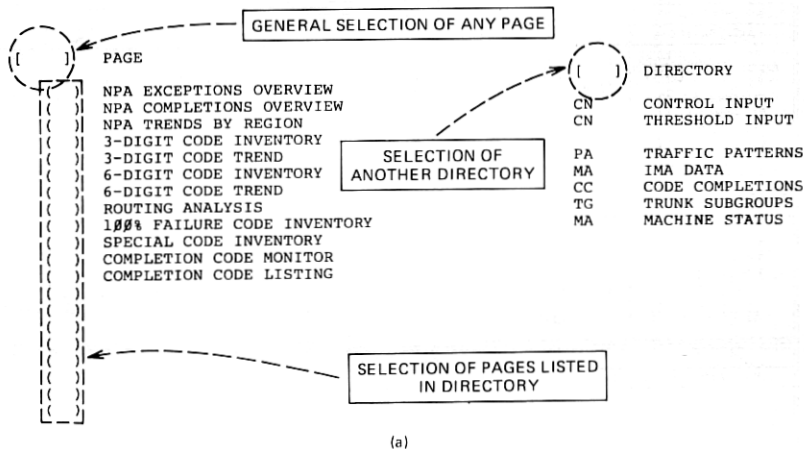 GENERAL SELECTION OF ANY PAGE
[ ] PAGE
( ) NPA EXCEPTIONS OVERVIEW
( ) NPA COMPLETIONS OVERVIEW
( ) NPA TRENDS BY REGION
( ) 3-DIGIT CODE INVENTORY
( ) 3-DIGIT CODE TREND
( ) 6-DIGIT CODE INVENTORY
( ) 6-DIGIT CODE TREND
( ) ROUTING ANALYSIS
( ) 1ØØ% FAILURE CODE INVENTORY
( ) SPECIAL CODE INVENTORY
( ) COMPLETION CODE MONITOR
( ) COMPLETION CODE LISTING
( )
( )
( )
( )
( )
( )
( )
( )
SELECTION OF
ANOTHER DIRECTORY
[ ] DIRECTORY
CN CONTROL INPUT
CN THRESHOLD INPUT
PA TRAFFIC PATTERNS
MA IMA DATA
CC CODE COMPLETIONS
TG TRUNK SUBGROUPS
MA MACHINE STATUS
SELECTION OF PAGES LISTED
IN DIRECTORY
(a)